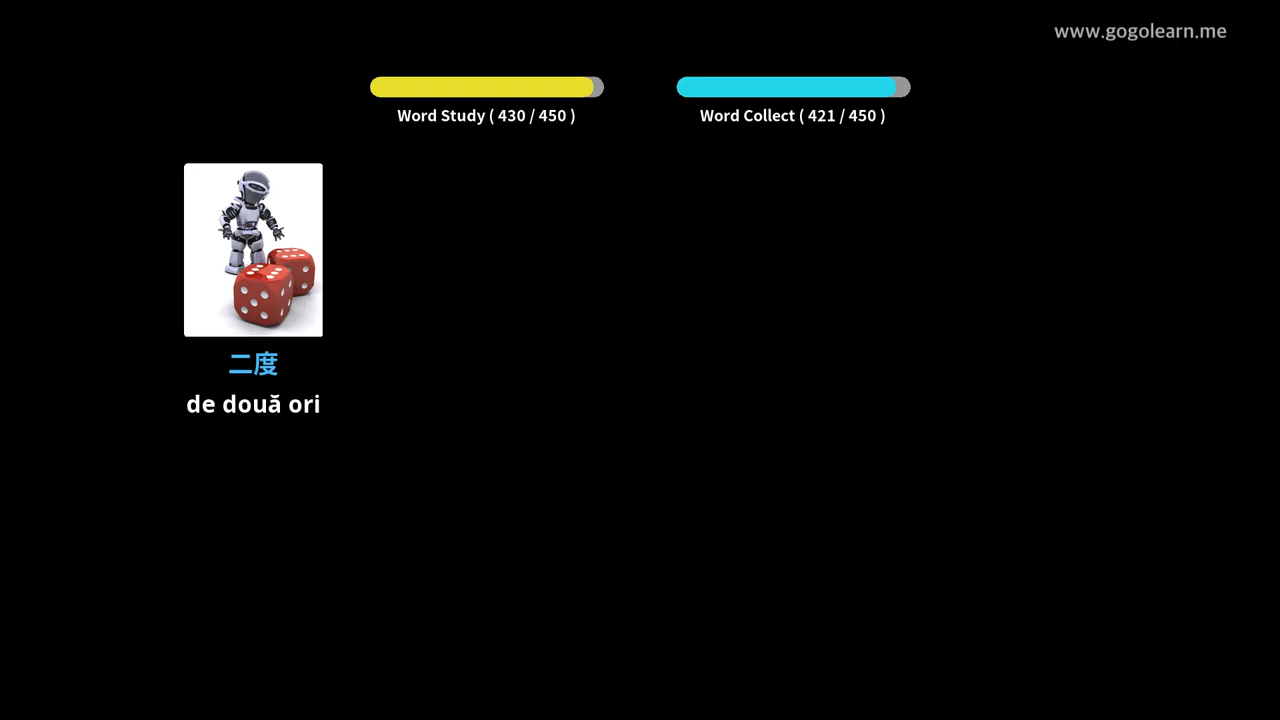 www.gogolearn.me
Word Study ( 430 / 450 )
Word Collect ( 421 / 450 )
二度
de două ori